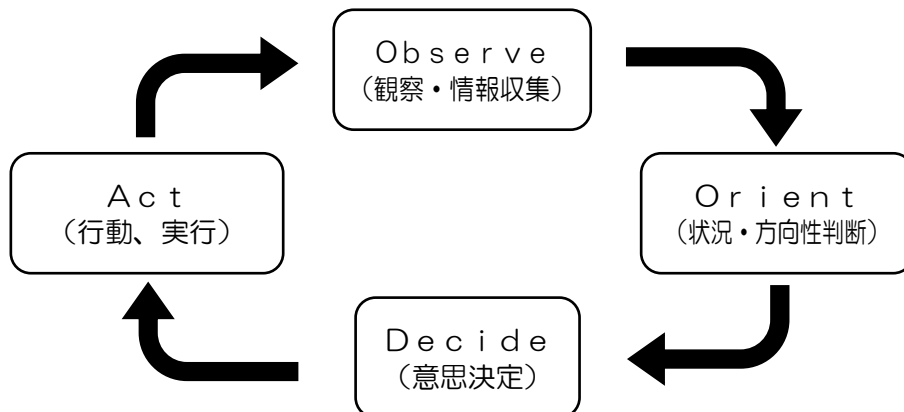 Ｏｂｓｅｒｖｅ
（観察・情報収集）
Ｏｒｉｅｎｔ
（状況・方向性判断）
Ｄｅｃｉｄｅ
（意思決定）
Ａｃｔ
（行動、実行）